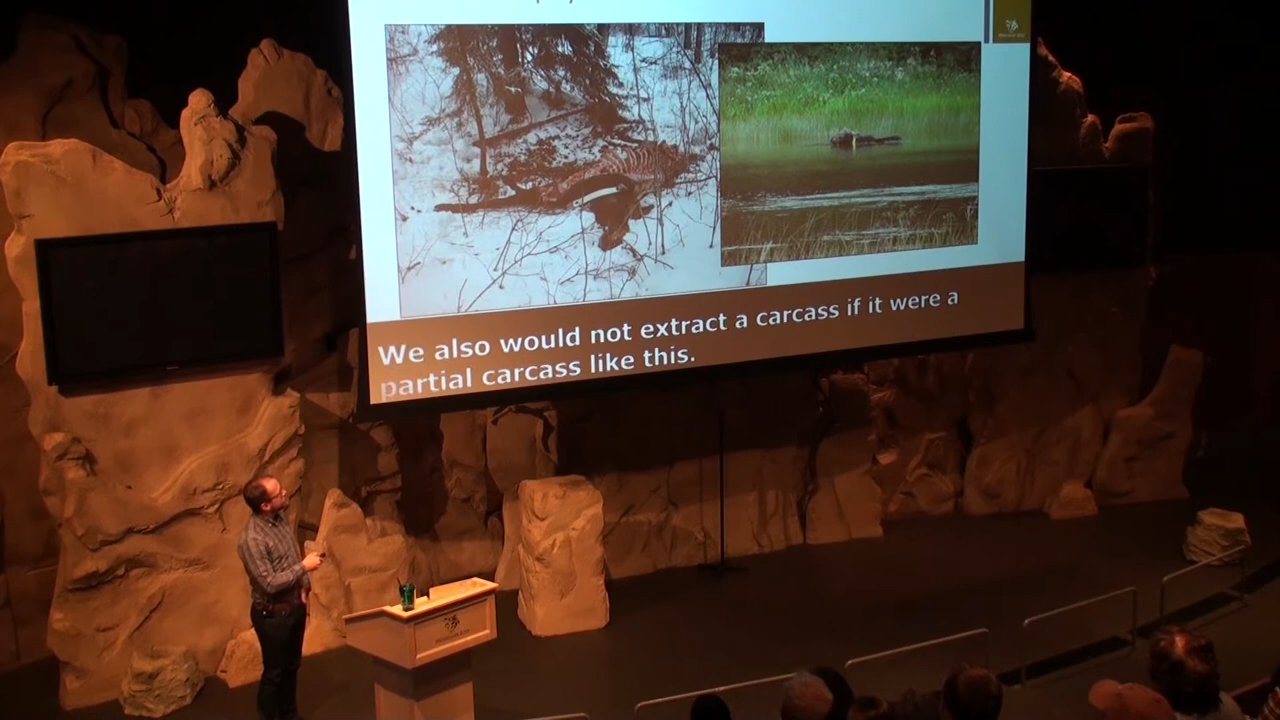 We also would not extract a carcass if it were a
partial carcass like this.